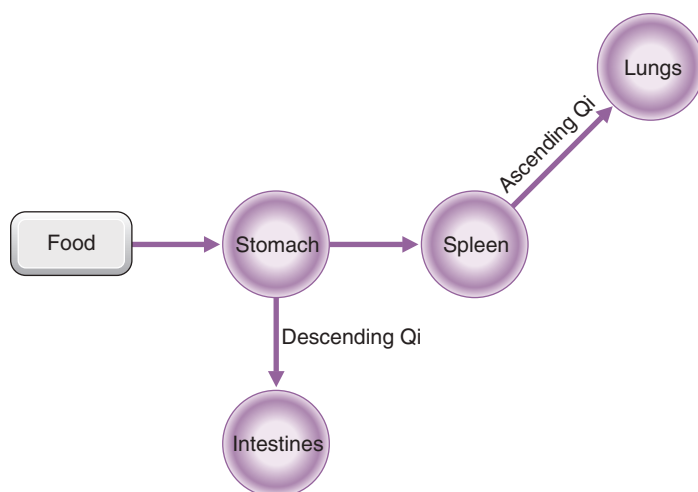 Lungs
Ascending Qi
Food
Stomach
Spleen
Descending Qi
Intestines